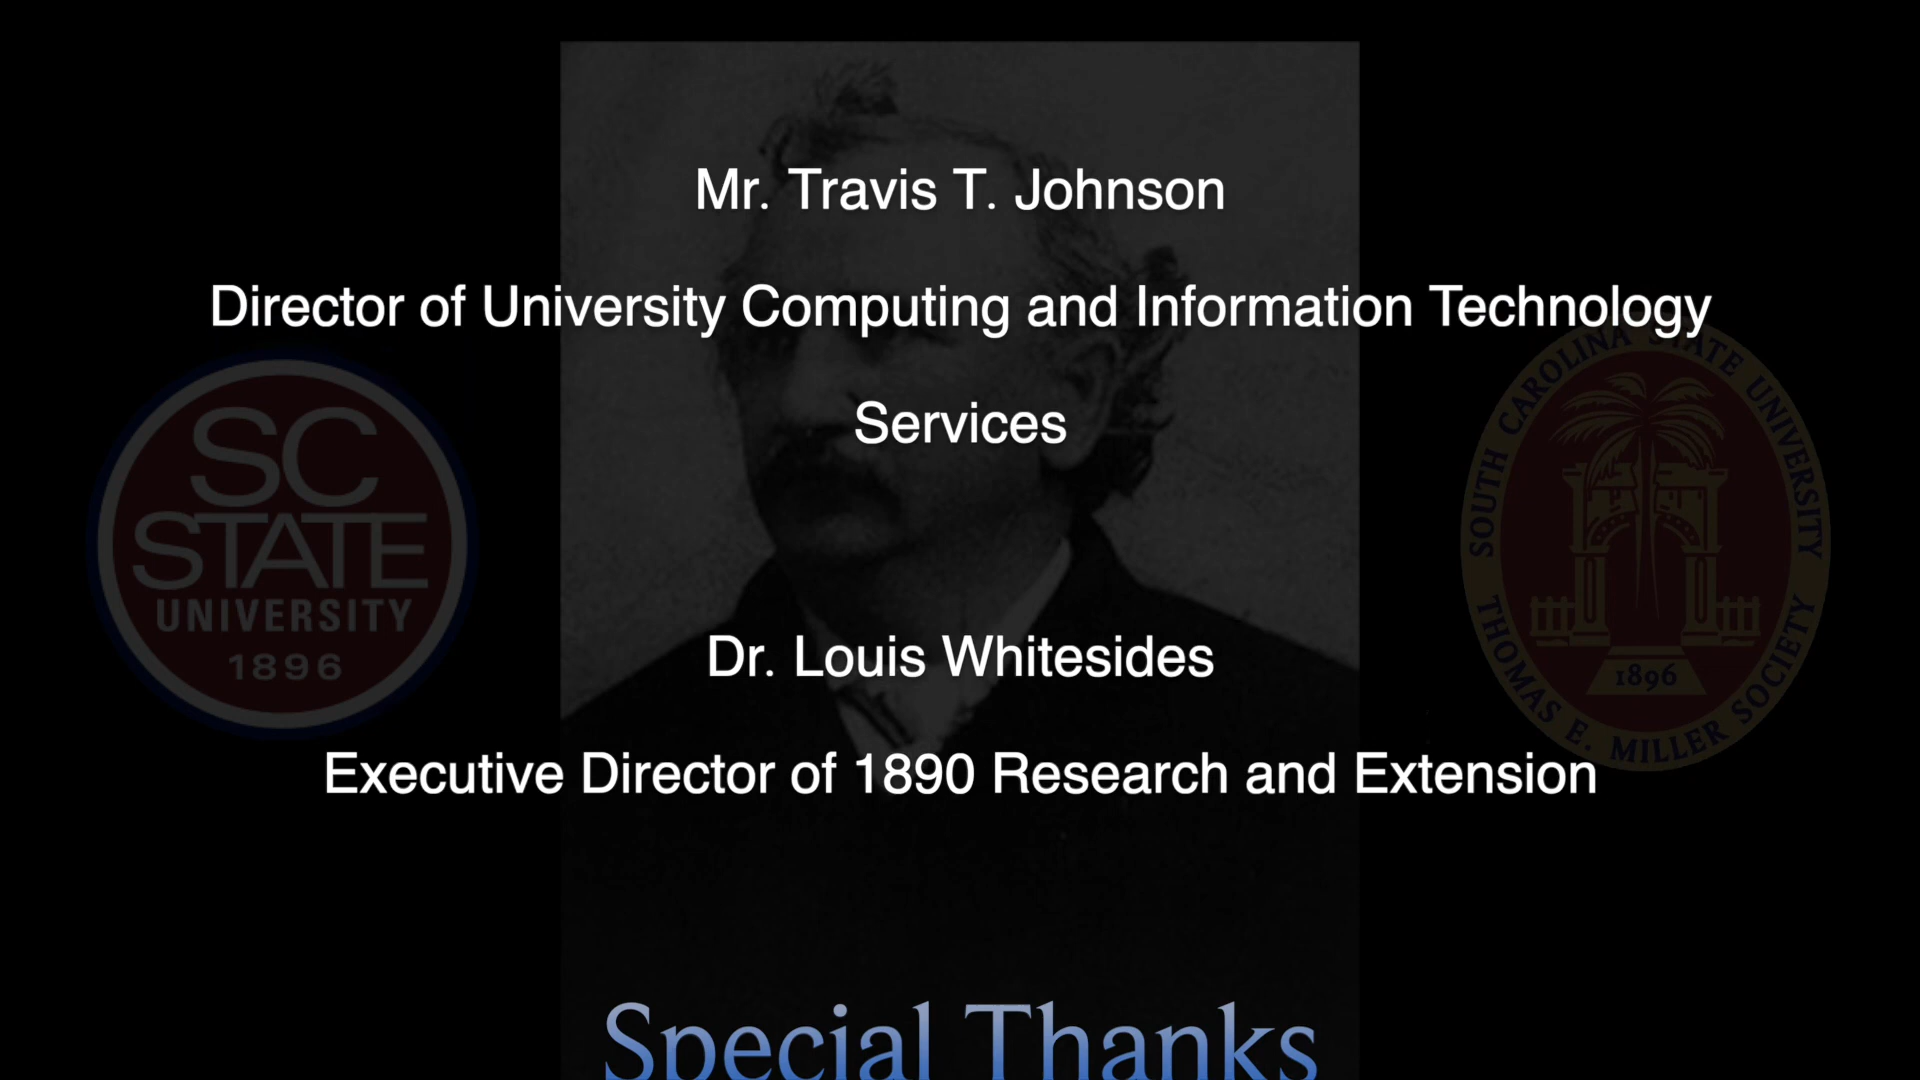 Mr. Travis T. Johnson
Director of University Computing and Information Technology
Services
SC
STATE
UNIVERSITY
1896
SOUTH CAROLINA STATE UNIVERSITY
1896
THOMAS E. MILLER SOCIETY
Dr. Louis Whitesides
Executive Director of 1890 Research and Extension
Special Thanks